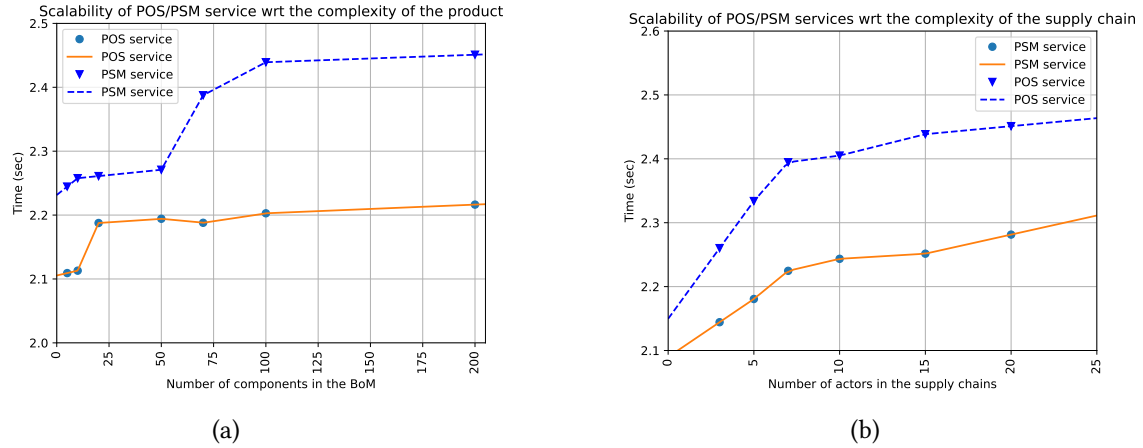 Scalability of POS/PSM service wrt the complexity of the product
2.5
2.4
2.3
2.2
2.1
2.0
Time (sec)
POS service
POS service
PSM service
PSM service
0
25
50
75
100
125
150
175
200
Number of components in the BoM
(a)
Scalability of POS/PSM services wrt the complexity of the supply chain
2.6
2.5
2.4
2.3
2.2
2.1
Time (sec)
PSM service
PSM service
POS service
POS service
0
5
10
15
20
25
Number of actors in the supply chains
(b)